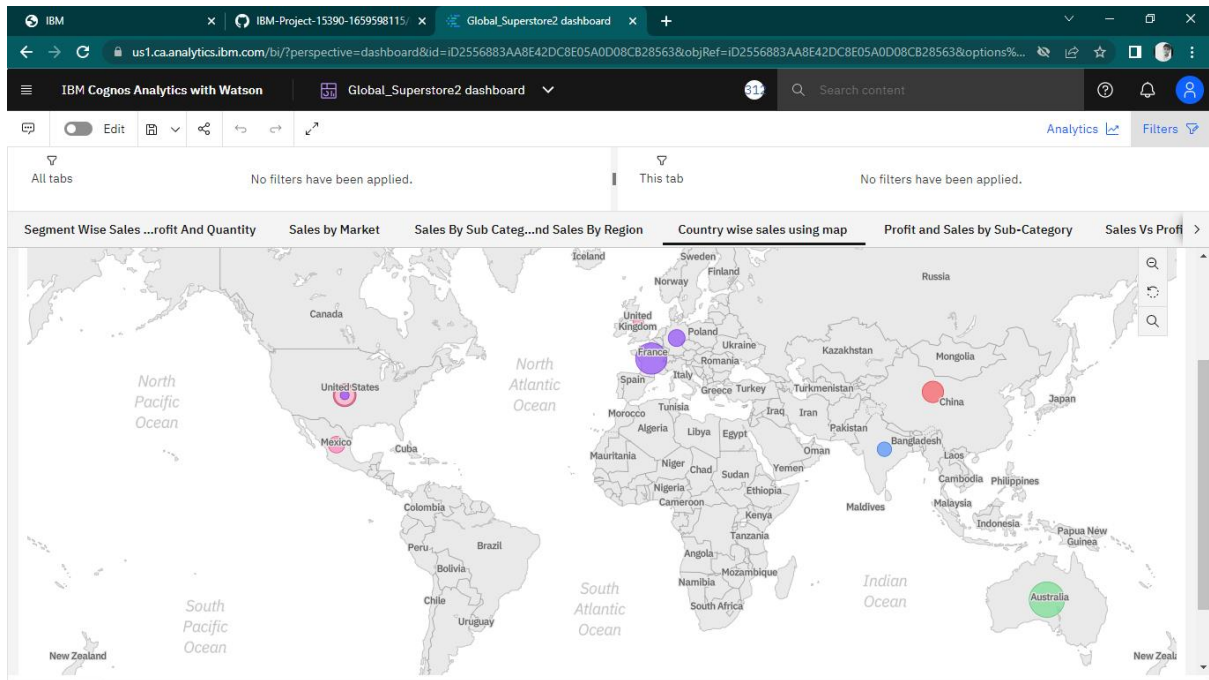 IBM
IBM-Project-15390-1659598115/
Global_Superstore2 dashboard
us1.ca.analytics.ibm.com/bi/?perspective=dashboard&id=iD2556883AA8E42DC8E05A0D08CB28563&objRef=iD2556883AA8E42DC8E05A0D08CB28563&options%...
IBM Cognos Analytics with Watson
Global_Superstore2 dashboard
312
Search content
Edit
Analytics
Filters
All tabs
No filters have been applied.
This tab
No filters have been applied.
Segment Wise Sales ...rofit And Quantity
Sales by Market
Sales By Sub Categ...nd Sales By Region
Country wise sales using map
Profit and Sales by Sub-Category
Sales Vs Profi
Iceland
Sweden
Finland
Norway
Russia
Canada
United
Kingdom
Poland
Ukraine
France
Romania
Kazakhstan
Mongolia
North
Atlantic
Ocean
North
Pacific
Ocean
United States
Spain
Italy
Greece
Turkey
Turkmenistan
China
Japan
Morocco
Tunisia
Iraq
Iran
Pakistan
Algeria
Libya
Egypt
Mexico
Cuba
Bangladesh
Oman
Laos
Mauritania
Niger
Chad
Sudan
Yemen
Cambodia
Philippines
Nigeria
Ethiopia
Cameroon
Colombia
Kenya
Maldives
Malaysia
Indonesia
Papua New
Guinea
Tanzania
Peru
Brazil
Angola
Bolivia
Mozambique
Namibia
South
Atlantic
Ocean
Indian
Ocean
Chile
South Africa
Australia
South
Pacific
Ocean
Uruguay
New Zealand
New Zeal